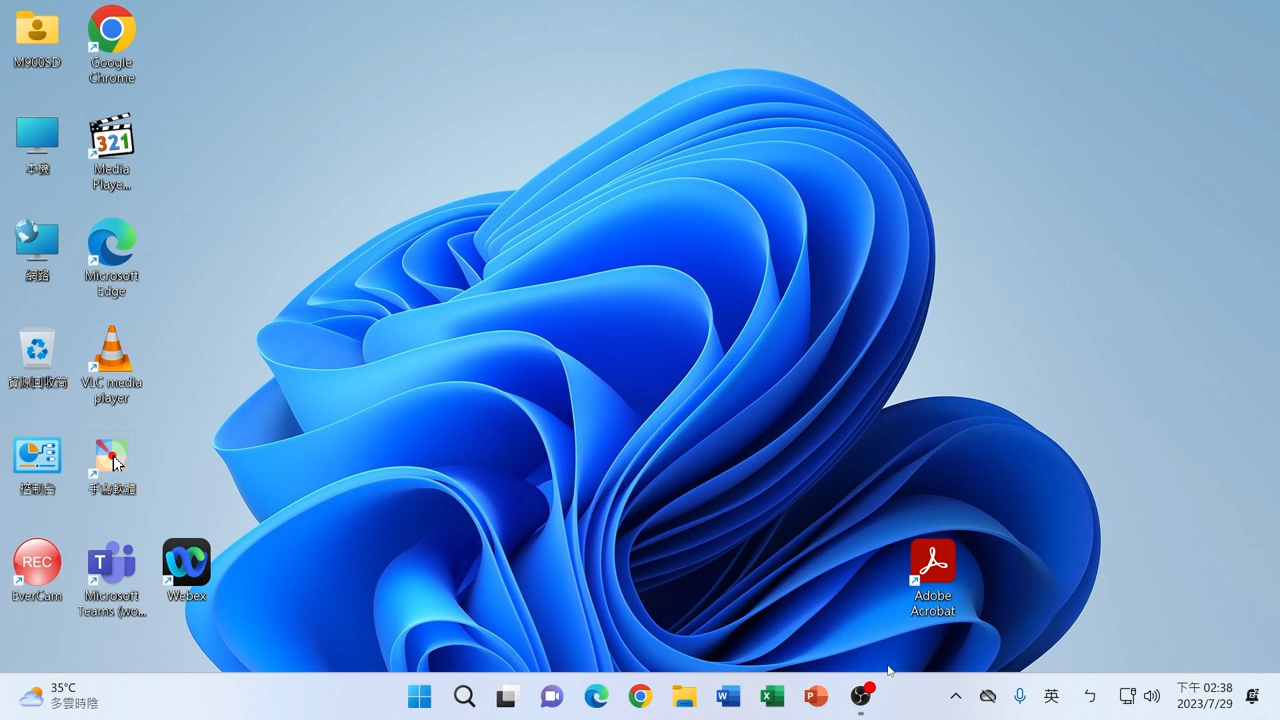 M900SD
Google
Chrome
本機
321
Media
Playe...
網路
Microsoft
Edge
資源回收筒
VLC media
player
控制台
手寫軟體
REC
EverCam
T
Microsoft
Teams (wo...
Webex
Adobe
Acrobat
35°C
多雲時陰
W
X
P
英
ㄅ
下午 02:38
2023/7/29